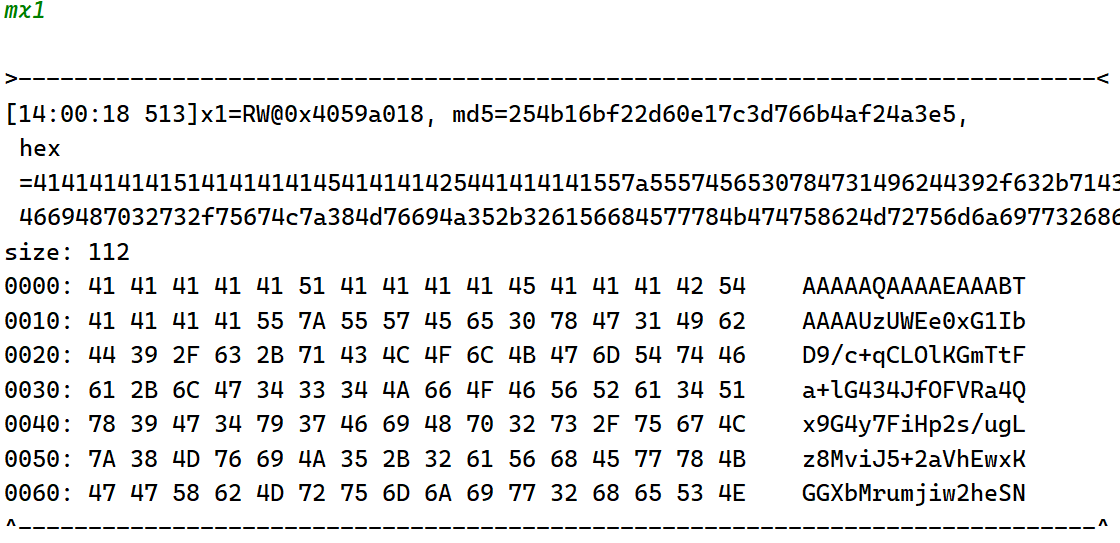 mx1
>-----------------------------------------------------------------------------<
[14:00:18 513]x1=RW@0x4059a018, md5=254b16bf22d60e17c3d766b4af24a3e5,
hex
=4141414141514141414145414141425441414141557a5557456530784731496244392f632b7143
4669487032732f75674c7a384d76694a352b326156684577784b474758624d72756d6a697732686
size: 112
0000: 41 41 41 41 41 51 41 41 41 41 45 41 41 41 42 54    AAAAAQAAAAEAAABT
0010: 41 41 41 41 55 7A 55 57 45 65 30 78 47 31 49 62    AAAAUzUWEe0xG1Ib
0020: 44 39 2F 63 2B 71 43 4C 4F 6C 4B 47 6D 54 74 46    D9/c+qCLOlKGmTtF
0030: 61 2B 6C 47 34 33 34 4A 66 4F 46 56 52 61 34 51    a+lG434JfOFVRa4Q
0040: 78 39 47 34 79 37 46 69 48 70 32 73 2F 75 67 4C    x9G4y7FiHp2s/ugL
0050: 7A 38 4D 76 69 4A 35 2B 32 61 56 68 45 77 78 4B    z8MviJ5+2aVhEwxK
0060: 47 47 58 62 4D 72 75 6D 6A 69 77 32 68 65 53 4E    GGXbMrumjiw2heSN
^-----------------------------------------------------------------------------^